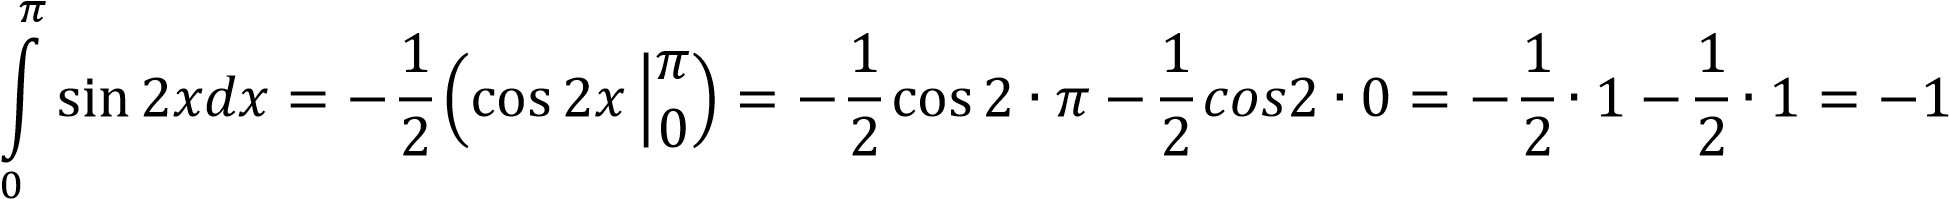 ∫₀^π sin 2xdx = −1/2 (cos 2x |₀^π) = −1/2 cos 2 · π − 1/2 cos2 · 0 = −1/2 · 1 − 1/2 · 1 = −1